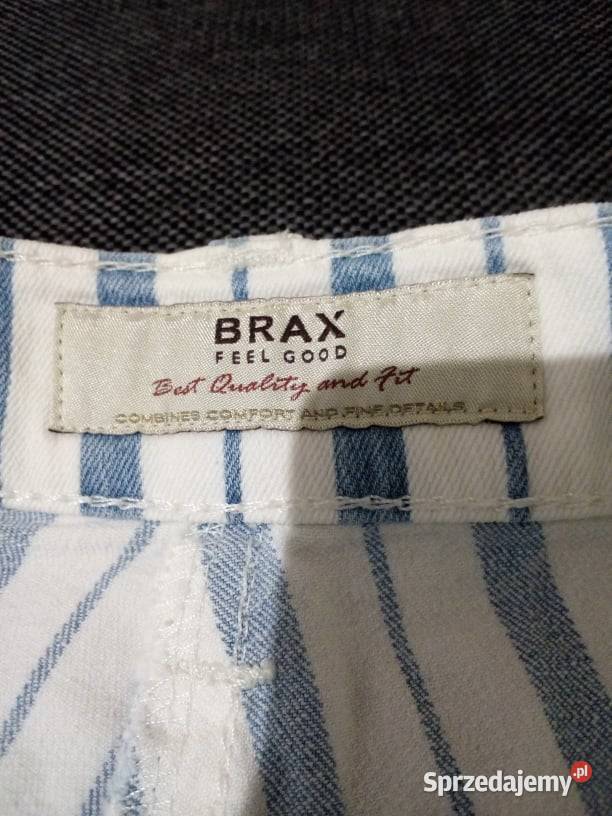 BRAX
FEEL GOOD
Best Quality and Fit
COMBINES COMFORT AND FINE DETAILS
Sprzedajemy.pl